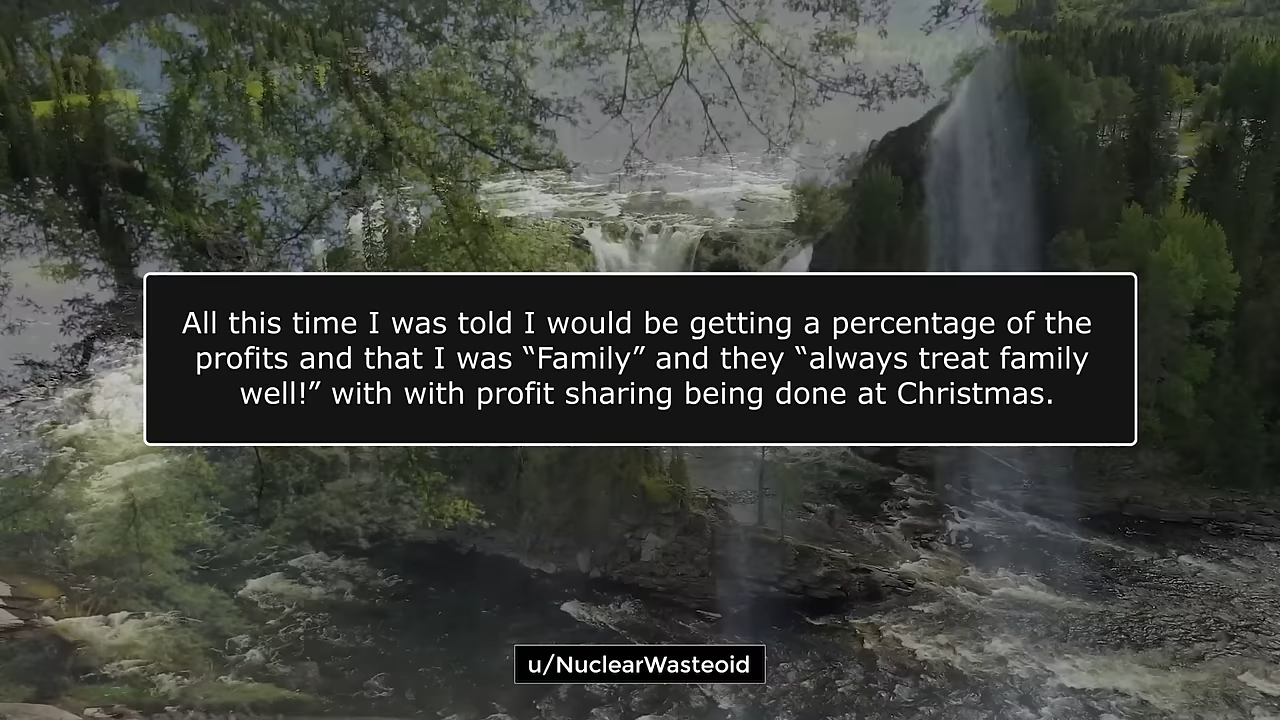 All this time I was told I would be getting a percentage of the
profits and that I was “Family” and they “always treat family
well!” with with profit sharing being done at Christmas.
u/NuclearWasteoid